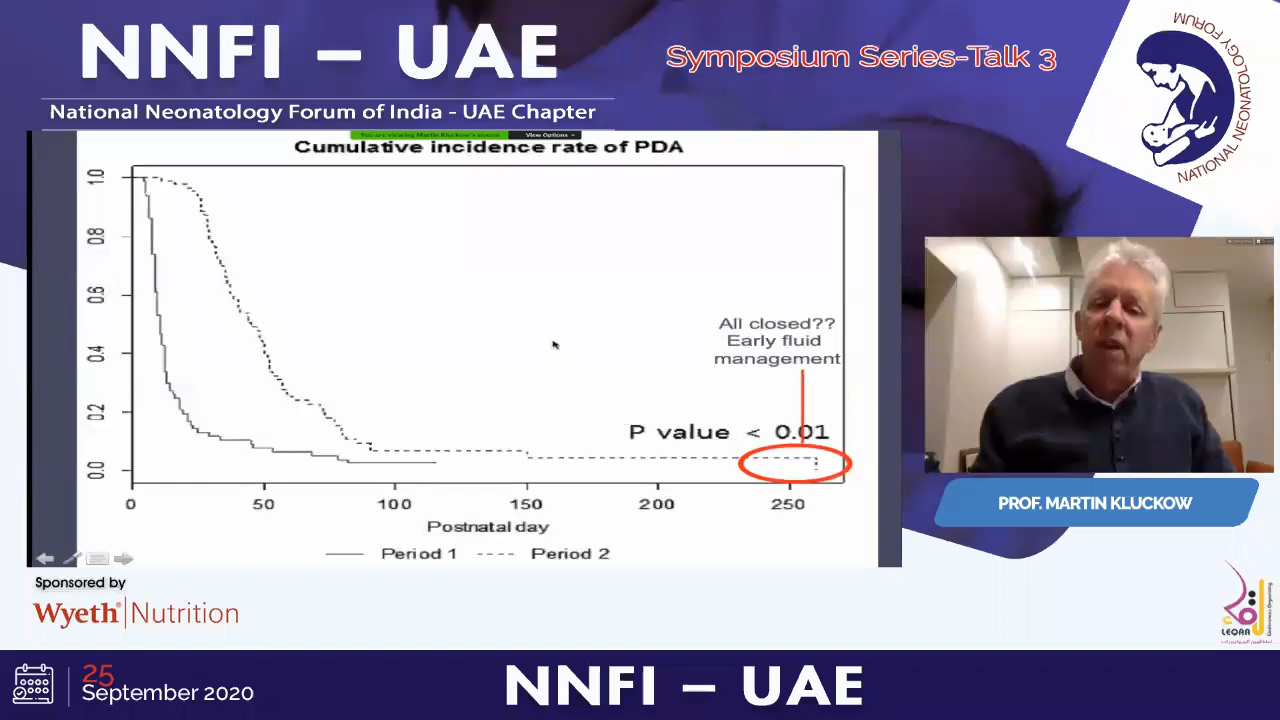 NNFI – UAE
National Neonatology Forum of India - UAE Chapter
Symposium Series-Talk 3
NATIONAL NEONATOLOGY FORUM
You are viewing Martin Kluckow's screen
View Options
Cumulative incidence rate of PDA
1.0
0.8
0.6
0.4
0.2
0.0
All closed??
Early fluid
management
P value < 0.01
0 50 100 150 200 250
Postnatal day
Period 1 Period 2
PROF. MARTIN KLUCKOW
Sponsored by
Wyeth® Nutrition
LEQAA
25
September 2020
NNFI – UAE